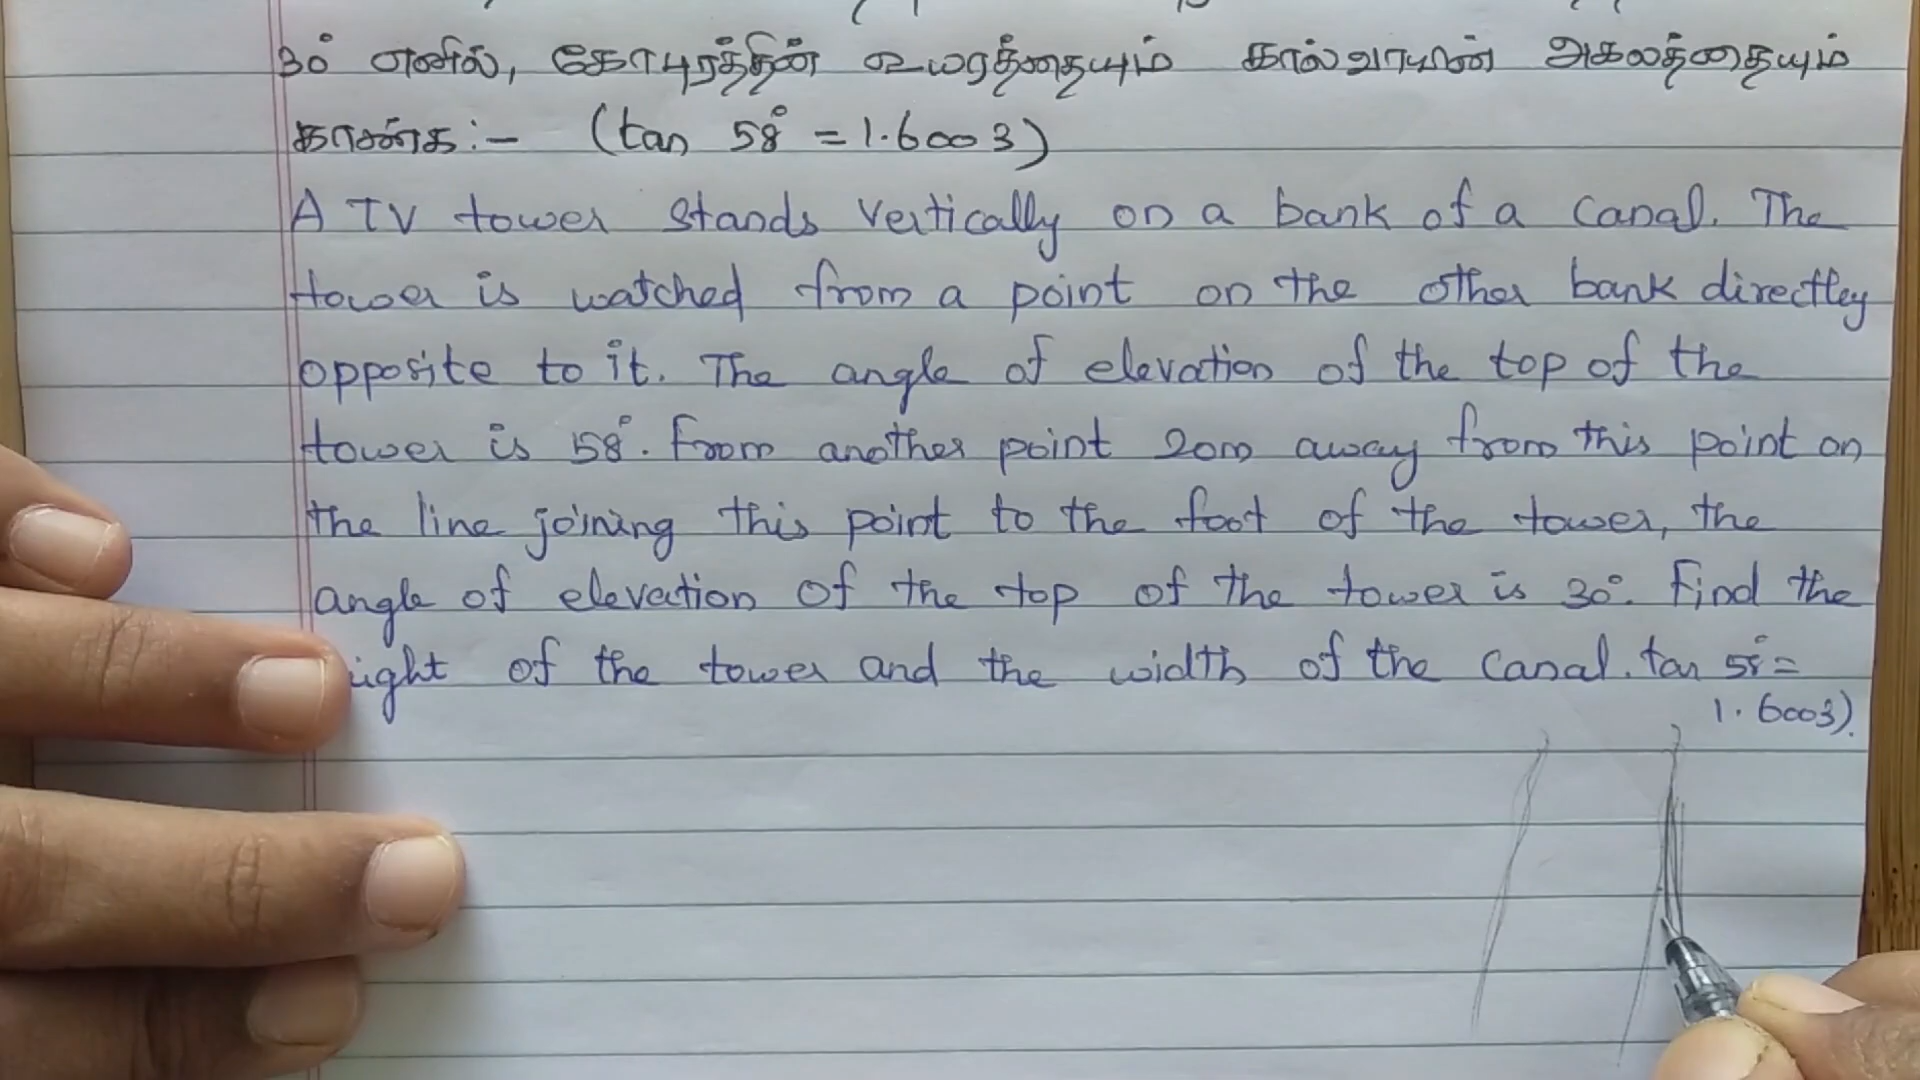 30° எனில், கோபுரத்தின் உயரத்தையும் கால்வாயின் அகலத்தையும்
காண்க:- (tan 58° = 1.6003)
A TV tower stands vertically on a bank of a canal. The
tower is watched from a point on the other bank directley
opposite to it. The angle of elevation of the top of the
tower is 58°. From another point 20m away from this point on
the line joining this point to the foot of the tower, the
angle of elevation of the top of the tower is 30°. Find the
ight of the tower and the width of the canal. tan 58° =
1.6003).